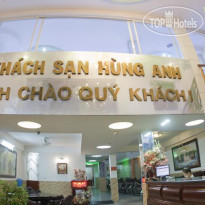 TOP Hotels
KHÁCH SẠN HÙNG ANH
H CHÀO QUÝ KHÁCH!